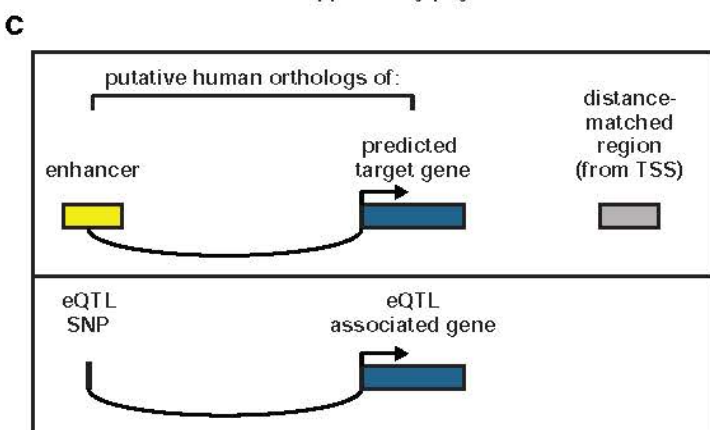 c
putative human orthologs of:
distance-
matched
region
(from TSS)
enhancer
predicted
target gene
eQTL
SNP
eQTL
associated gene